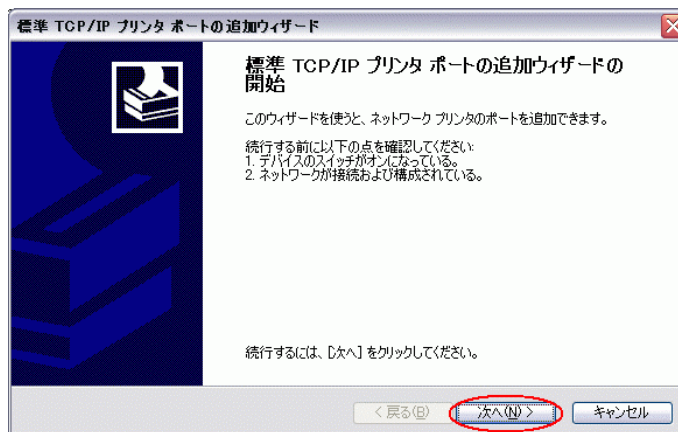 標準 TCP/IP プリンタ ポートの追加ウィザード
標準 TCP/IP プリンタ ポートの追加ウィザードの
開始
このウィザードを使うと、ネットワーク プリンタのポートを追加できます。
続行する前に以下の点を確認してください:
1. デバイスのスイッチがオンになっている。
2. ネットワークが接続および構成されている。
続行するには、[次へ] をクリックしてください。
< 戻る(B)
次へ(N) >
キャンセル